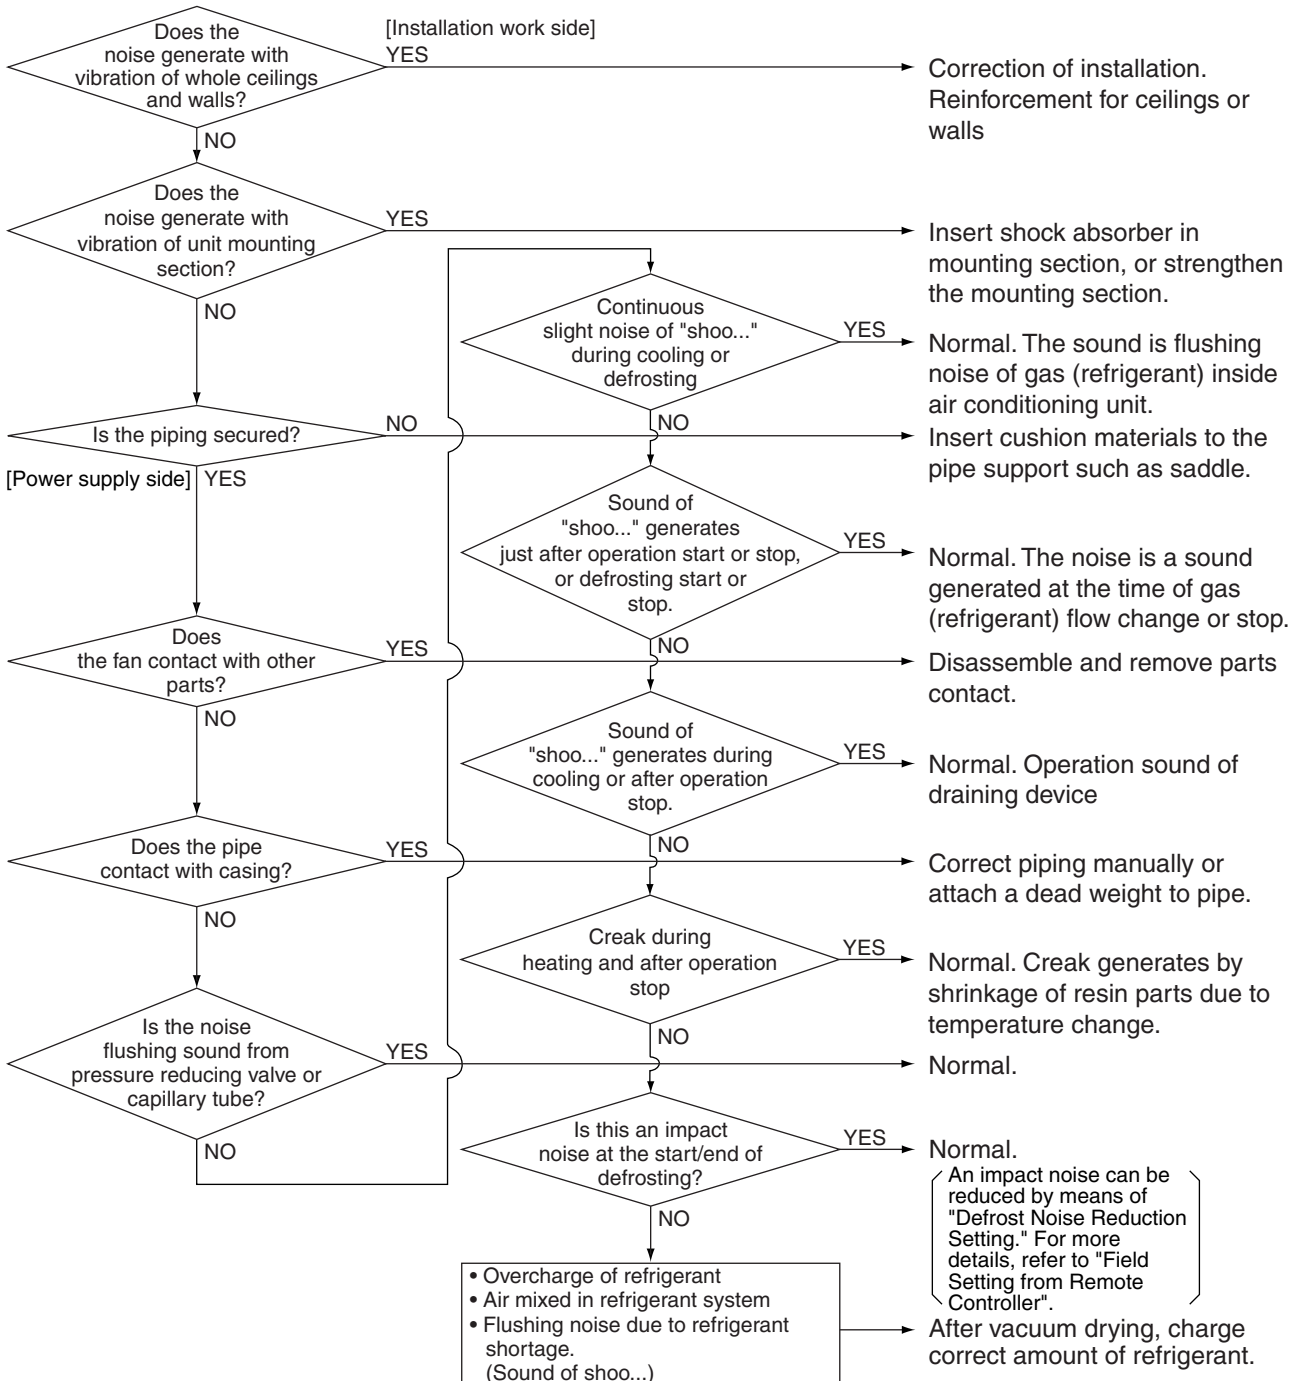 Does the
noise generate with
vibration of whole ceilings
and walls?
[Installation work side]
YES
Correction of installation.
Reinforcement for ceilings or
walls
NO
Does the
noise generate with
vibration of unit mounting
section?
YES
Insert shock absorber in
mounting section, or strengthen
the mounting section.
NO
Is the piping secured?
NO
Insert cushion materials to the
pipe support such as saddle.
[Power supply side]
YES
Does
the fan contact with other
parts?
YES
Disassemble and remove parts
contact.
NO
Does the pipe
contact with casing?
YES
Correct piping manually or
attach a dead weight to pipe.
NO
Is the noise
flushing sound from
pressure reducing valve or
capillary tube?
YES
Normal.
NO
Continuous
slight noise of "shoo..."
during cooling or
defrosting
YES
Normal. The sound is flushing
noise of gas (refrigerant) inside
air conditioning unit.
NO
Sound of
"shoo..." generates
just after operation start or stop,
or defrosting start or
stop.
YES
Normal. The noise is a sound
generated at the time of gas
(refrigerant) flow change or stop.
NO
Sound of
"shoo..." generates during
cooling or after operation
stop.
YES
Normal. Operation sound of
draining device
NO
Creak during
heating and after operation
stop
YES
Normal. Creak generates by
shrinkage of resin parts due to
temperature change.
NO
Is this an impact
noise at the start/end of
defrosting?
YES
Normal.
An impact noise can be
reduced by means of
"Defrost Noise Reduction
Setting." For more
details, refer to "Field
Setting from Remote
Controller".
NO
• Overcharge of refrigerant
• Air mixed in refrigerant system
• Flushing noise due to refrigerant
shortage.
(Sound of shoo...)
After vacuum drying, charge
correct amount of refrigerant.